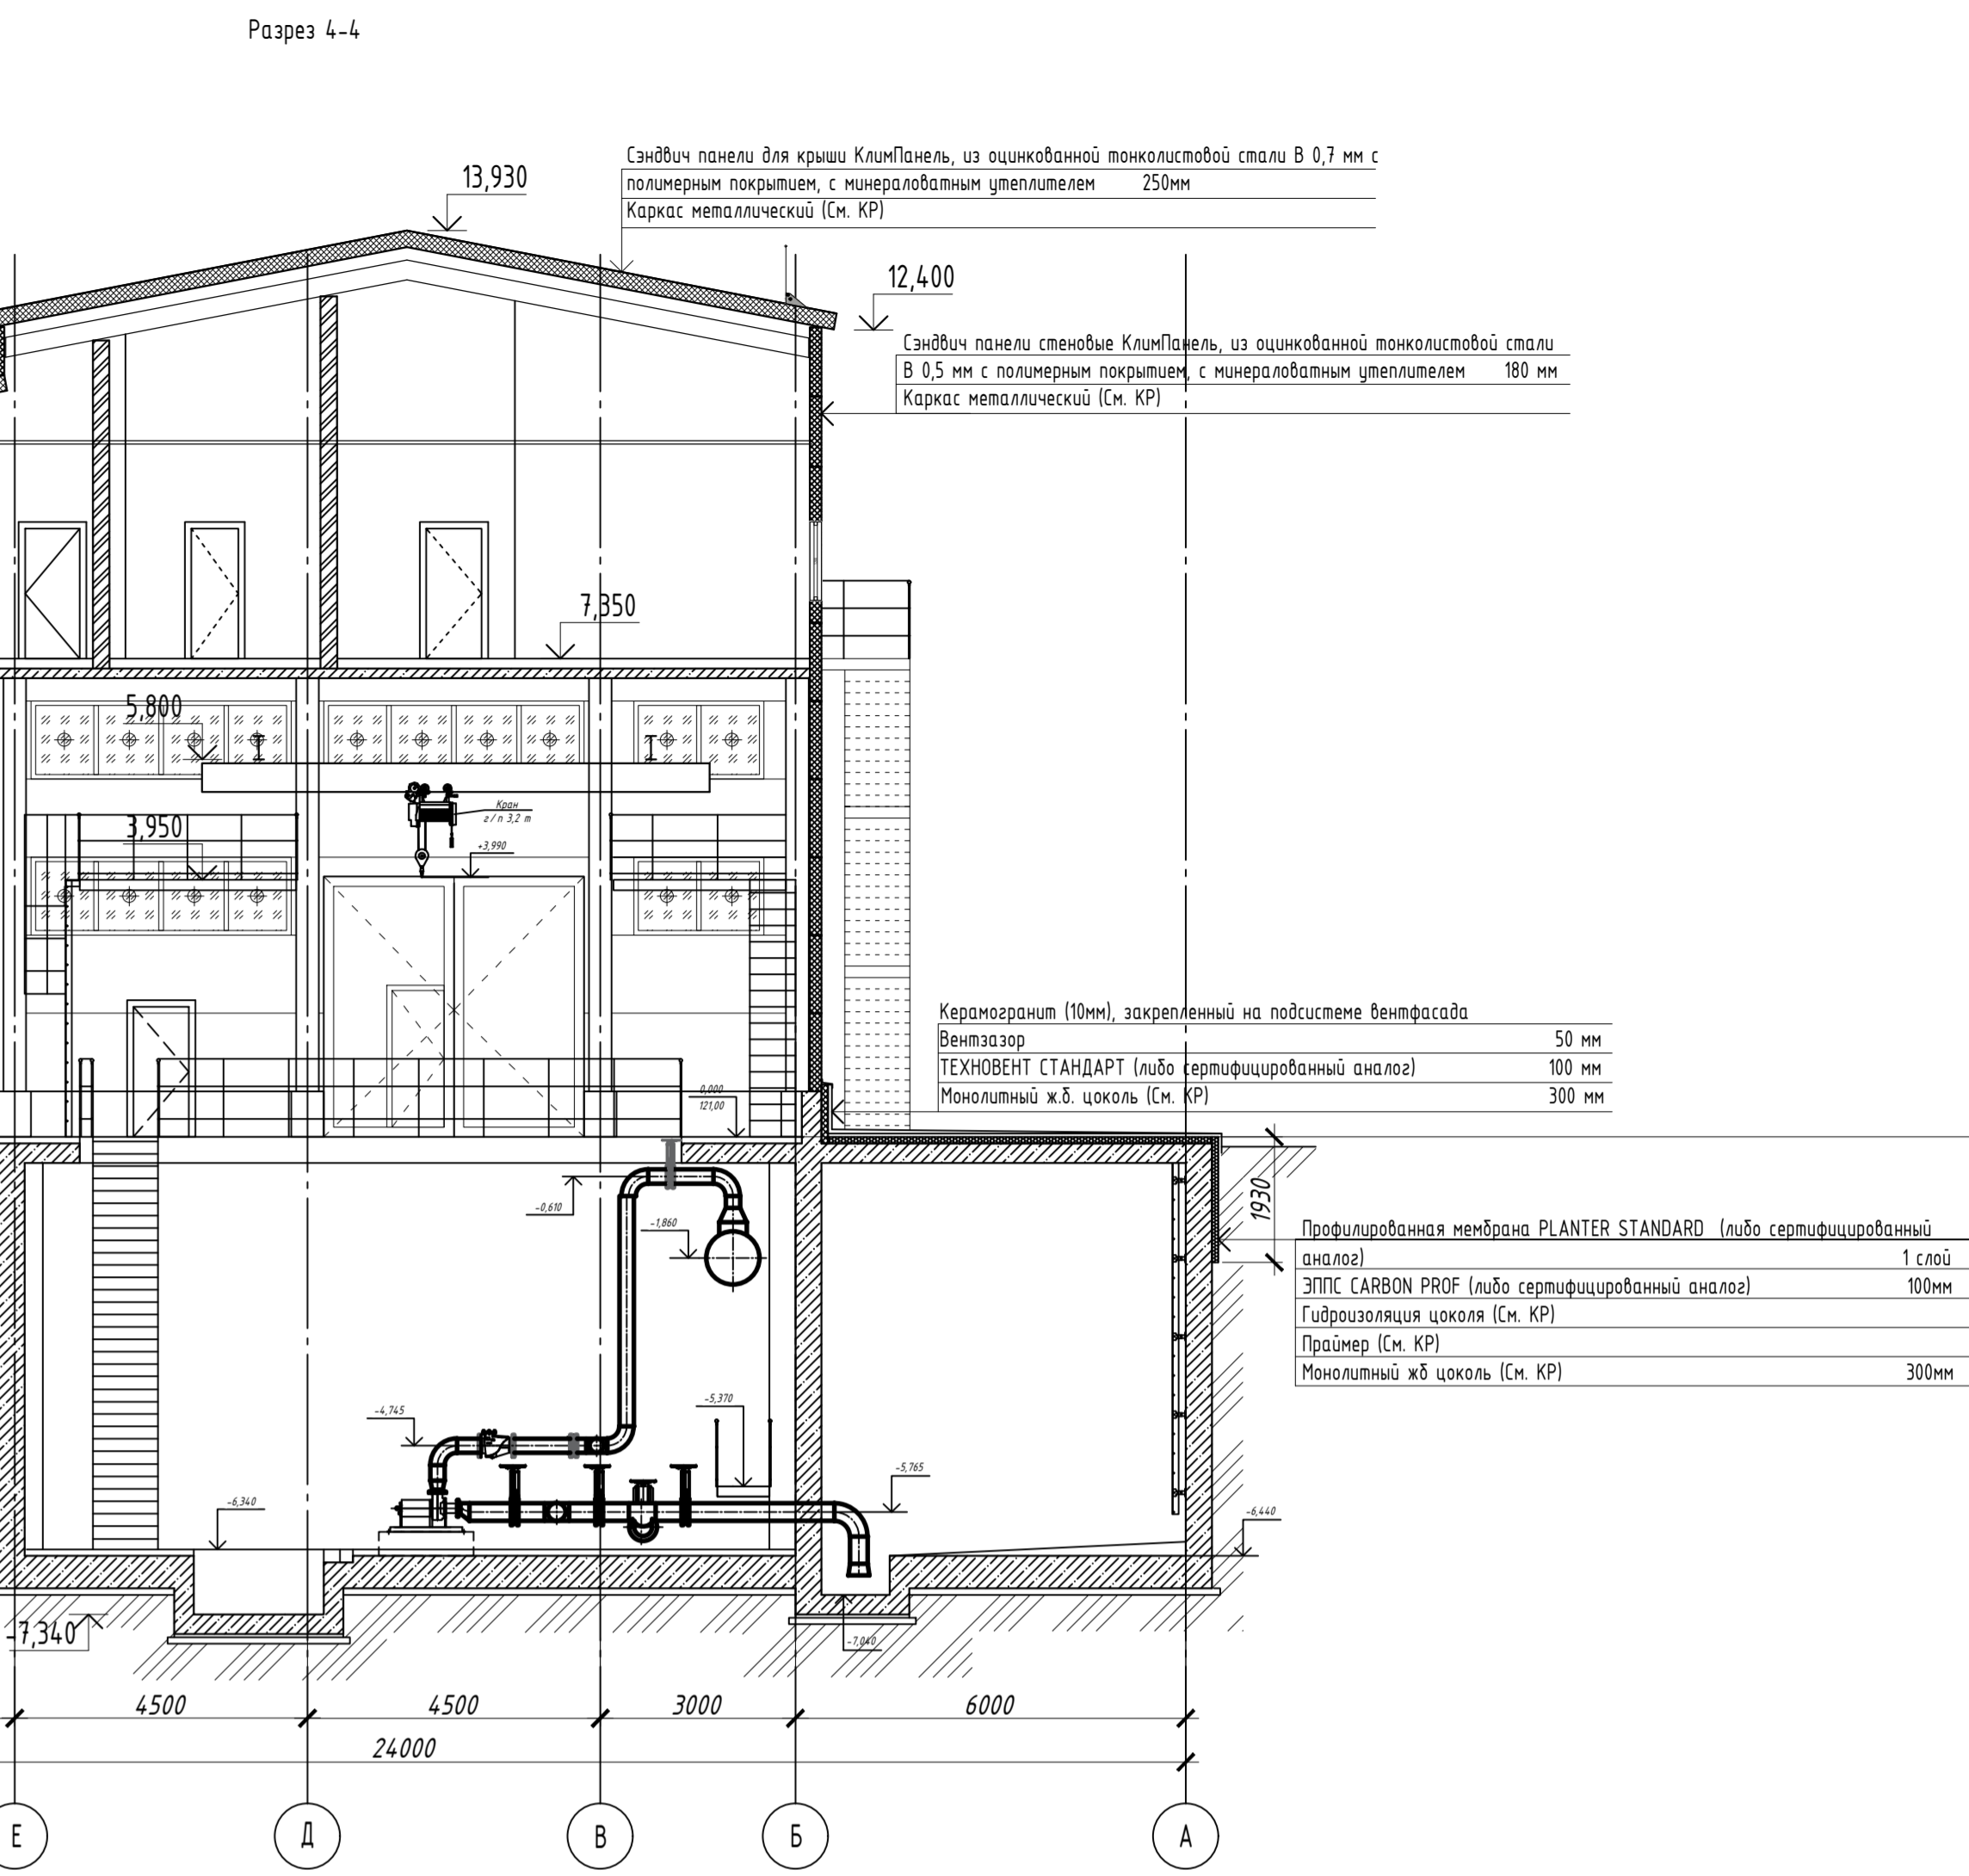 Разрез 4-4
Сэндвич панели для крыши КлимПанель, из оцинкованной тонколистовой стали В 0,7 мм с
полимерным покрытием, с минераловатным утеплителем 250мм
Каркас металлический (См. КР)
13,930
12,400
Сэндвич панели стеновые КлимПанель, из оцинкованной тонколистовой стали
В 0,5 мм с полимерным покрытием, с минераловатным утеплителем 180 мм
Каркас металлический (См. КР)
7,350
5,800
Кран
г/п 3,2 т
3,950
+3,990
Керамогранит (10мм), закрепленный на подсистеме вентфасада
Вентзазор 50 мм
ТЕХНОВЕНТ СТАНДАРТ (либо сертифицированный аналог) 100 мм
Монолитный ж.б. цоколь (См. КР) 300 мм
0,000
121,00
-0,610
-1,860
1930
Профилированная мембрана PLANTER STANDARD (либо сертифицированный
аналог) 1 слой
ЭППС CARBON PROF (либо сертифицированный аналог) 100мм
Гидроизоляция цоколя (См. КР)
Праймер (См. КР)
Монолитный жб цоколь (См. КР) 300мм
-5,370
-4,745
-5,765
-6,340
-6,440
-7,340
-7,040
4500 4500 3000 6000
24000
Е Д В Б А